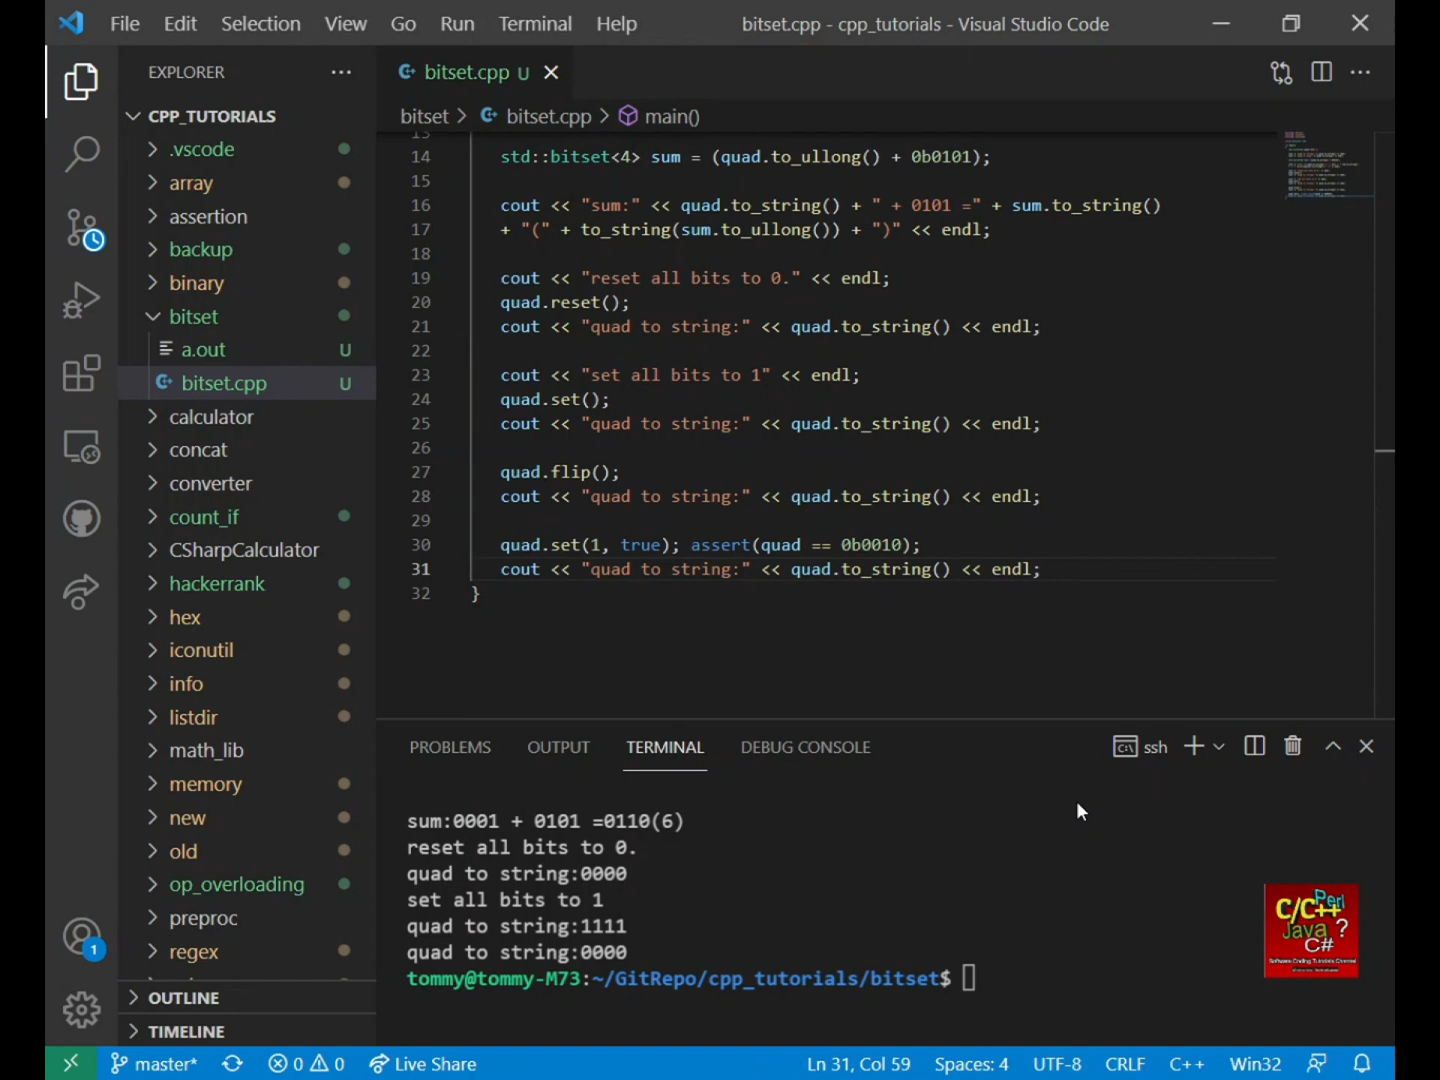 File Edit Selection View Go Run Terminal Help bitset.cpp - cpp_tutorials - Visual Studio Code
EXPLORER
CPP_TUTORIALS
.vscode
array
assertion
backup
binary
bitset
a.out U
bitset.cpp U
calculator
concat
converter
count_if
CSharpCalculator
hackerrank
hex
iconutil
info
listdir
math_lib
memory
new
old
op_overloading
preproc
regex
OUTLINE
TIMELINE
1
bitset.cpp U
bitset > bitset.cpp > main()
13
14 std::bitset<4> sum = (quad.to_ullong() + 0b0101);
15
16 cout << "sum:" << quad.to_string() + " + 0101 =" + sum.to_string()
17 + "(" + to_string(sum.to_ullong()) + ")" << endl;
18
19 cout << "reset all bits to 0." << endl;
20 quad.reset();
21 cout << "quad to string:" << quad.to_string() << endl;
22
23 cout << "set all bits to 1" << endl;
24 quad.set();
25 cout << "quad to string:" << quad.to_string() << endl;
26
27 quad.flip();
28 cout << "quad to string:" << quad.to_string() << endl;
29
30 quad.set(1, true); assert(quad == 0b0010);
31 cout << "quad to string:" << quad.to_string() << endl;
32 }
PROBLEMS OUTPUT TERMINAL DEBUG CONSOLE ssh
sum:0001 + 0101 =0110(6)
reset all bits to 0.
quad to string:0000
set all bits to 1
quad to string:1111
quad to string:0000
tommy@tommy-M73:~/GitRepo/cpp_tutorials/bitset$
C/C++ Perl
Java ?
C#
Software Coding Tutorials Channel
master* 0 0 Live Share Ln 31, Col 59 Spaces: 4 UTF-8 CRLF C++ Win32